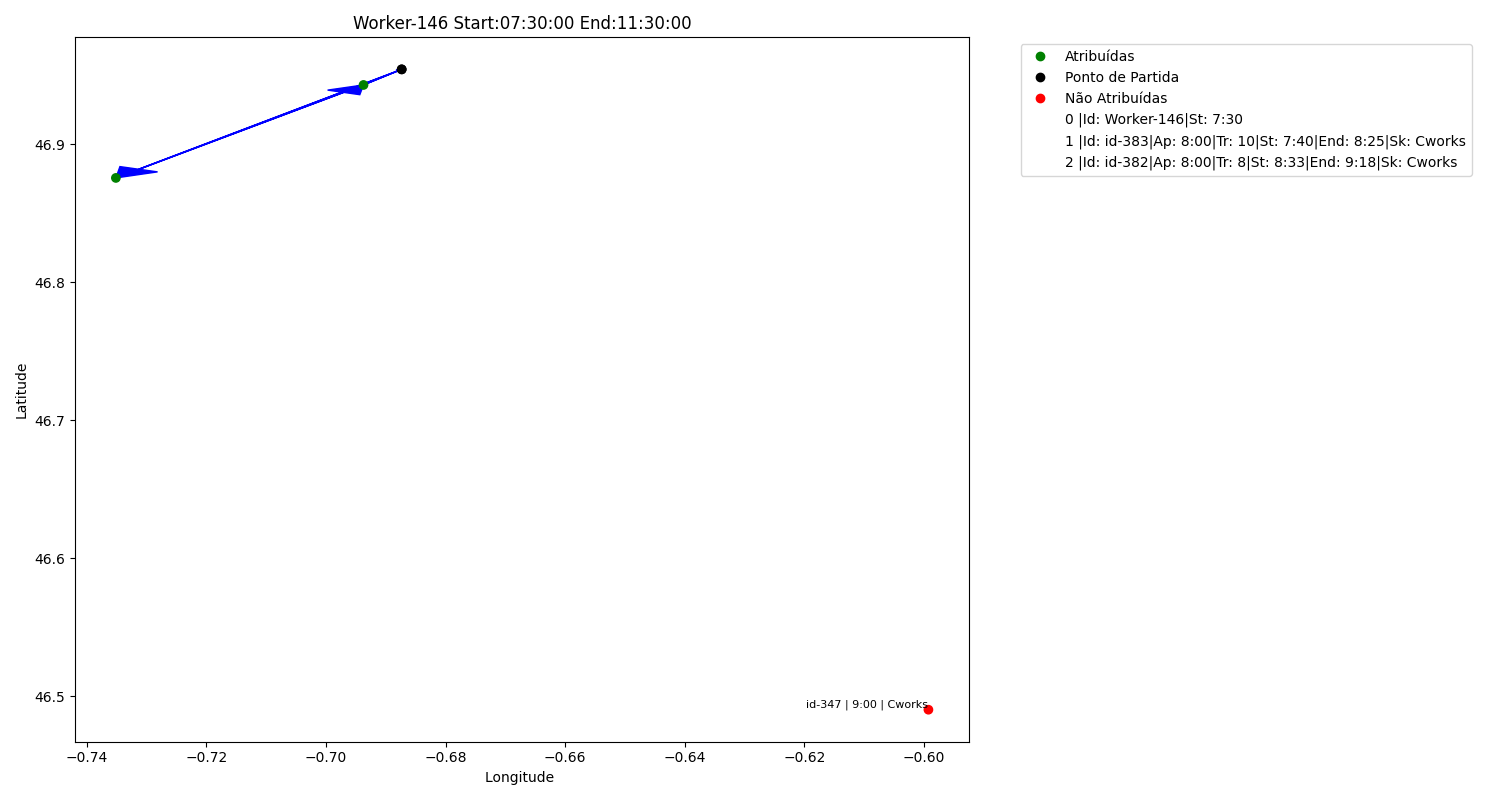 Worker-146 Start:07:30:00 End:11:30:00
Atribuídas
Ponto de Partida
Não Atribuídas
0 |Id: Worker-146|St: 7:30
1 |Id: id-383|Ap: 8:00|Tr: 10|St: 7:40|End: 8:25|Sk: Cworks
2 |Id: id-382|Ap: 8:00|Tr: 8|St: 8:33|End: 9:18|Sk: Cworks
46.9
46.8
46.7
46.6
46.5
Latitude
id-347 | 9:00 | Cworks
−0.74
−0.72
−0.70
−0.68
−0.66
−0.64
−0.62
−0.60
Longitude